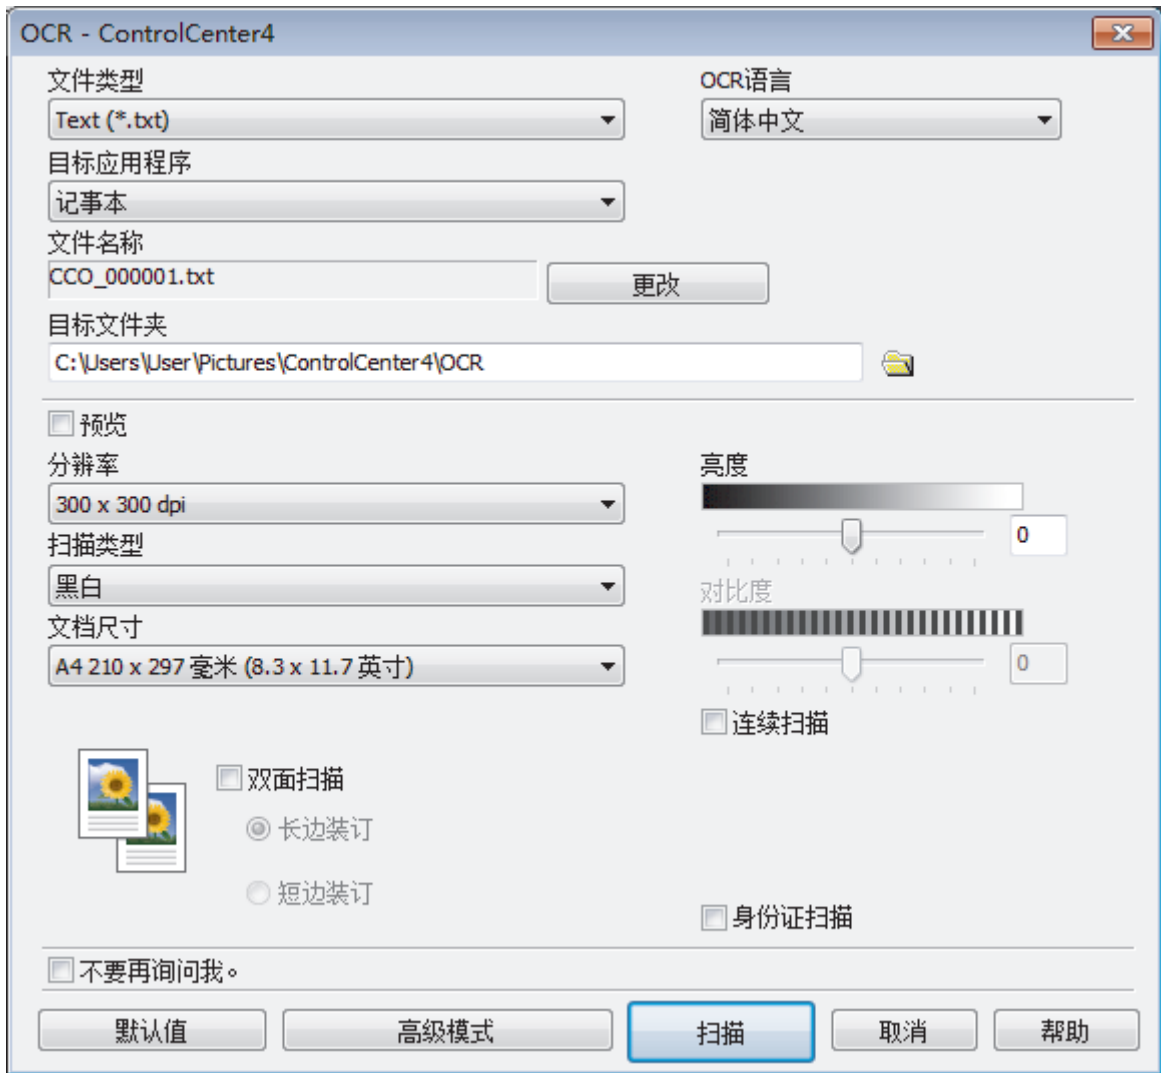 OCR - ControlCenter4
文件类型
OCR语言
Text (*.txt)
简体中文
目标应用程序
记事本
文件名称
CCO_000001.txt
更改
目标文件夹
C:\Users\User\Pictures\ControlCenter4\OCR
预览
分辨率
亮度
300 x 300 dpi
0
扫描类型
黑白
对比度
文档尺寸
A4 210 x 297 毫米 (8.3 x 11.7 英寸)
0
连续扫描
双面扫描
长边装订
短边装订
身份证扫描
不要再询问我。
默认值
高级模式
扫描
取消
帮助